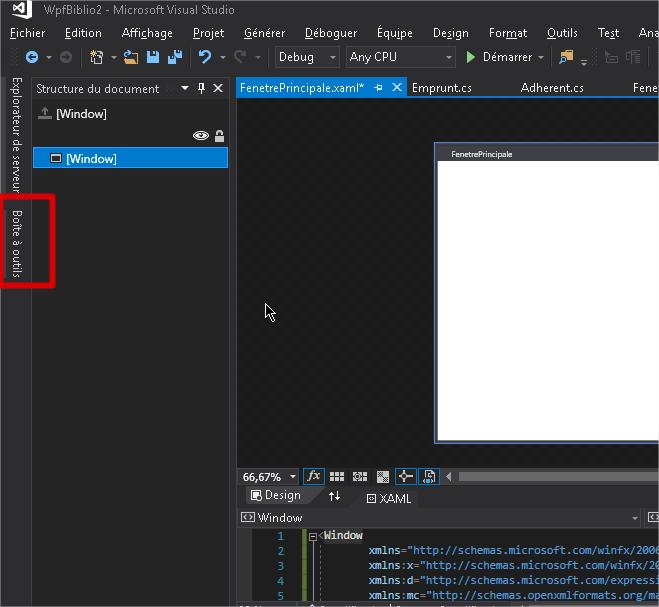 WpfBiblio2 - Microsoft Visual Studio
Fichier Edition Affichage Projet Générer Déboguer Équipe Design Format Outils Test Ana
Debug Any CPU Démarrer
Explorateur de serveurs
Boîte à outils
Structure du document
[Window]
[Window]
FenetrePrincipale.xaml* Emprunt.cs Adherent.cs Fene
FenetrePrincipale
66,67% fx
Design XAML
Window
1 <Window
2 xmlns="http://schemas.microsoft.com/winfx/2006
3 xmlns:x="http://schemas.microsoft.com/winfx/20
4 xmlns:d="http://schemas.microsoft.com/expressi
5 xmlns:mc="http://schemas.openxmlformats.org/ma